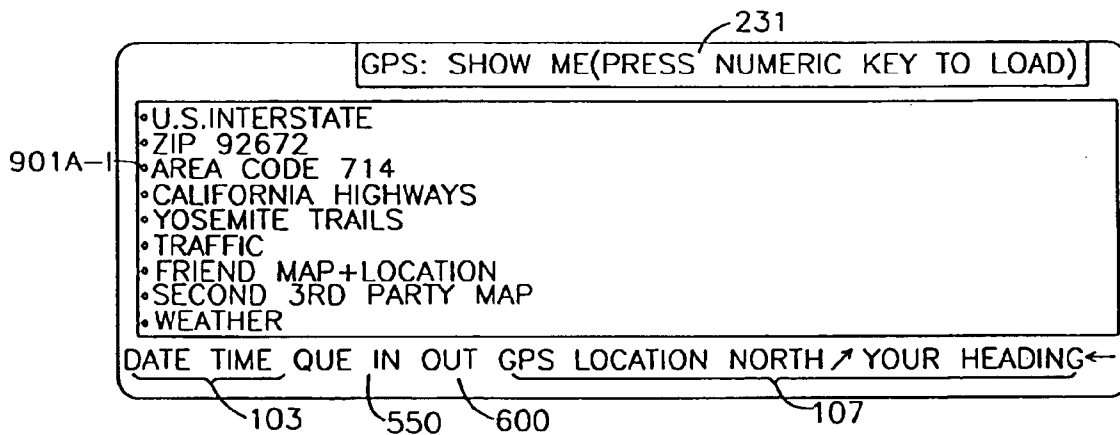 231
GPS: SHOW ME(PRESS NUMERIC KEY TO LOAD)
•U.S.INTERSTATE
•ZIP 92672
901A-I
•AREA CODE 714
•CALIFORNIA HIGHWAYS
•YOSEMITE TRAILS
•TRAFFIC
•FRIEND MAP+LOCATION
•SECOND 3RD PARTY MAP
•WEATHER
DATE TIME QUE IN OUT GPS LOCATION NORTH↗YOUR HEADING←
103 550 600 107